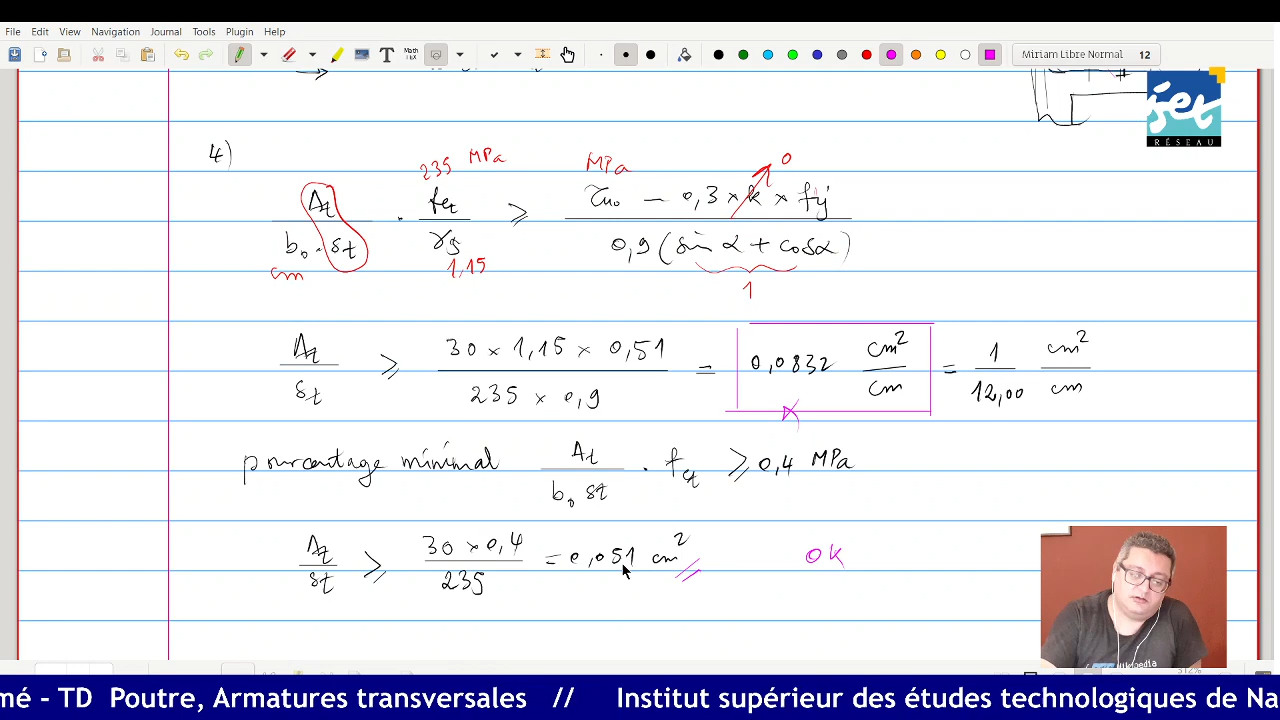 File Edit View Navigation Journal Tools Help
Math TEX Miriam Libre Normal 12
iset
RÉSEAU
4)
235 MPa MPa 0
At / b0 . st . fet / γs ⩾ τu0 - 0,3 × k × ftj / 0,9 (sin α + cos α)
cm 1,15 1
At / st ⩾ 30 × 1,15 × 0,51 / 235 × 0,9 = 0,0832 cm² / cm = 1 / 12,00 cm² / cm
pourcentage minimal At / b0 st . fet ⩾ 0,4 MPa
At / st ⩾ 30 × 0,4 / 235 = 0,051 cm² OK
mé - TD Poutre, Armatures transversales // Institut supérieur des études technologiques de Na